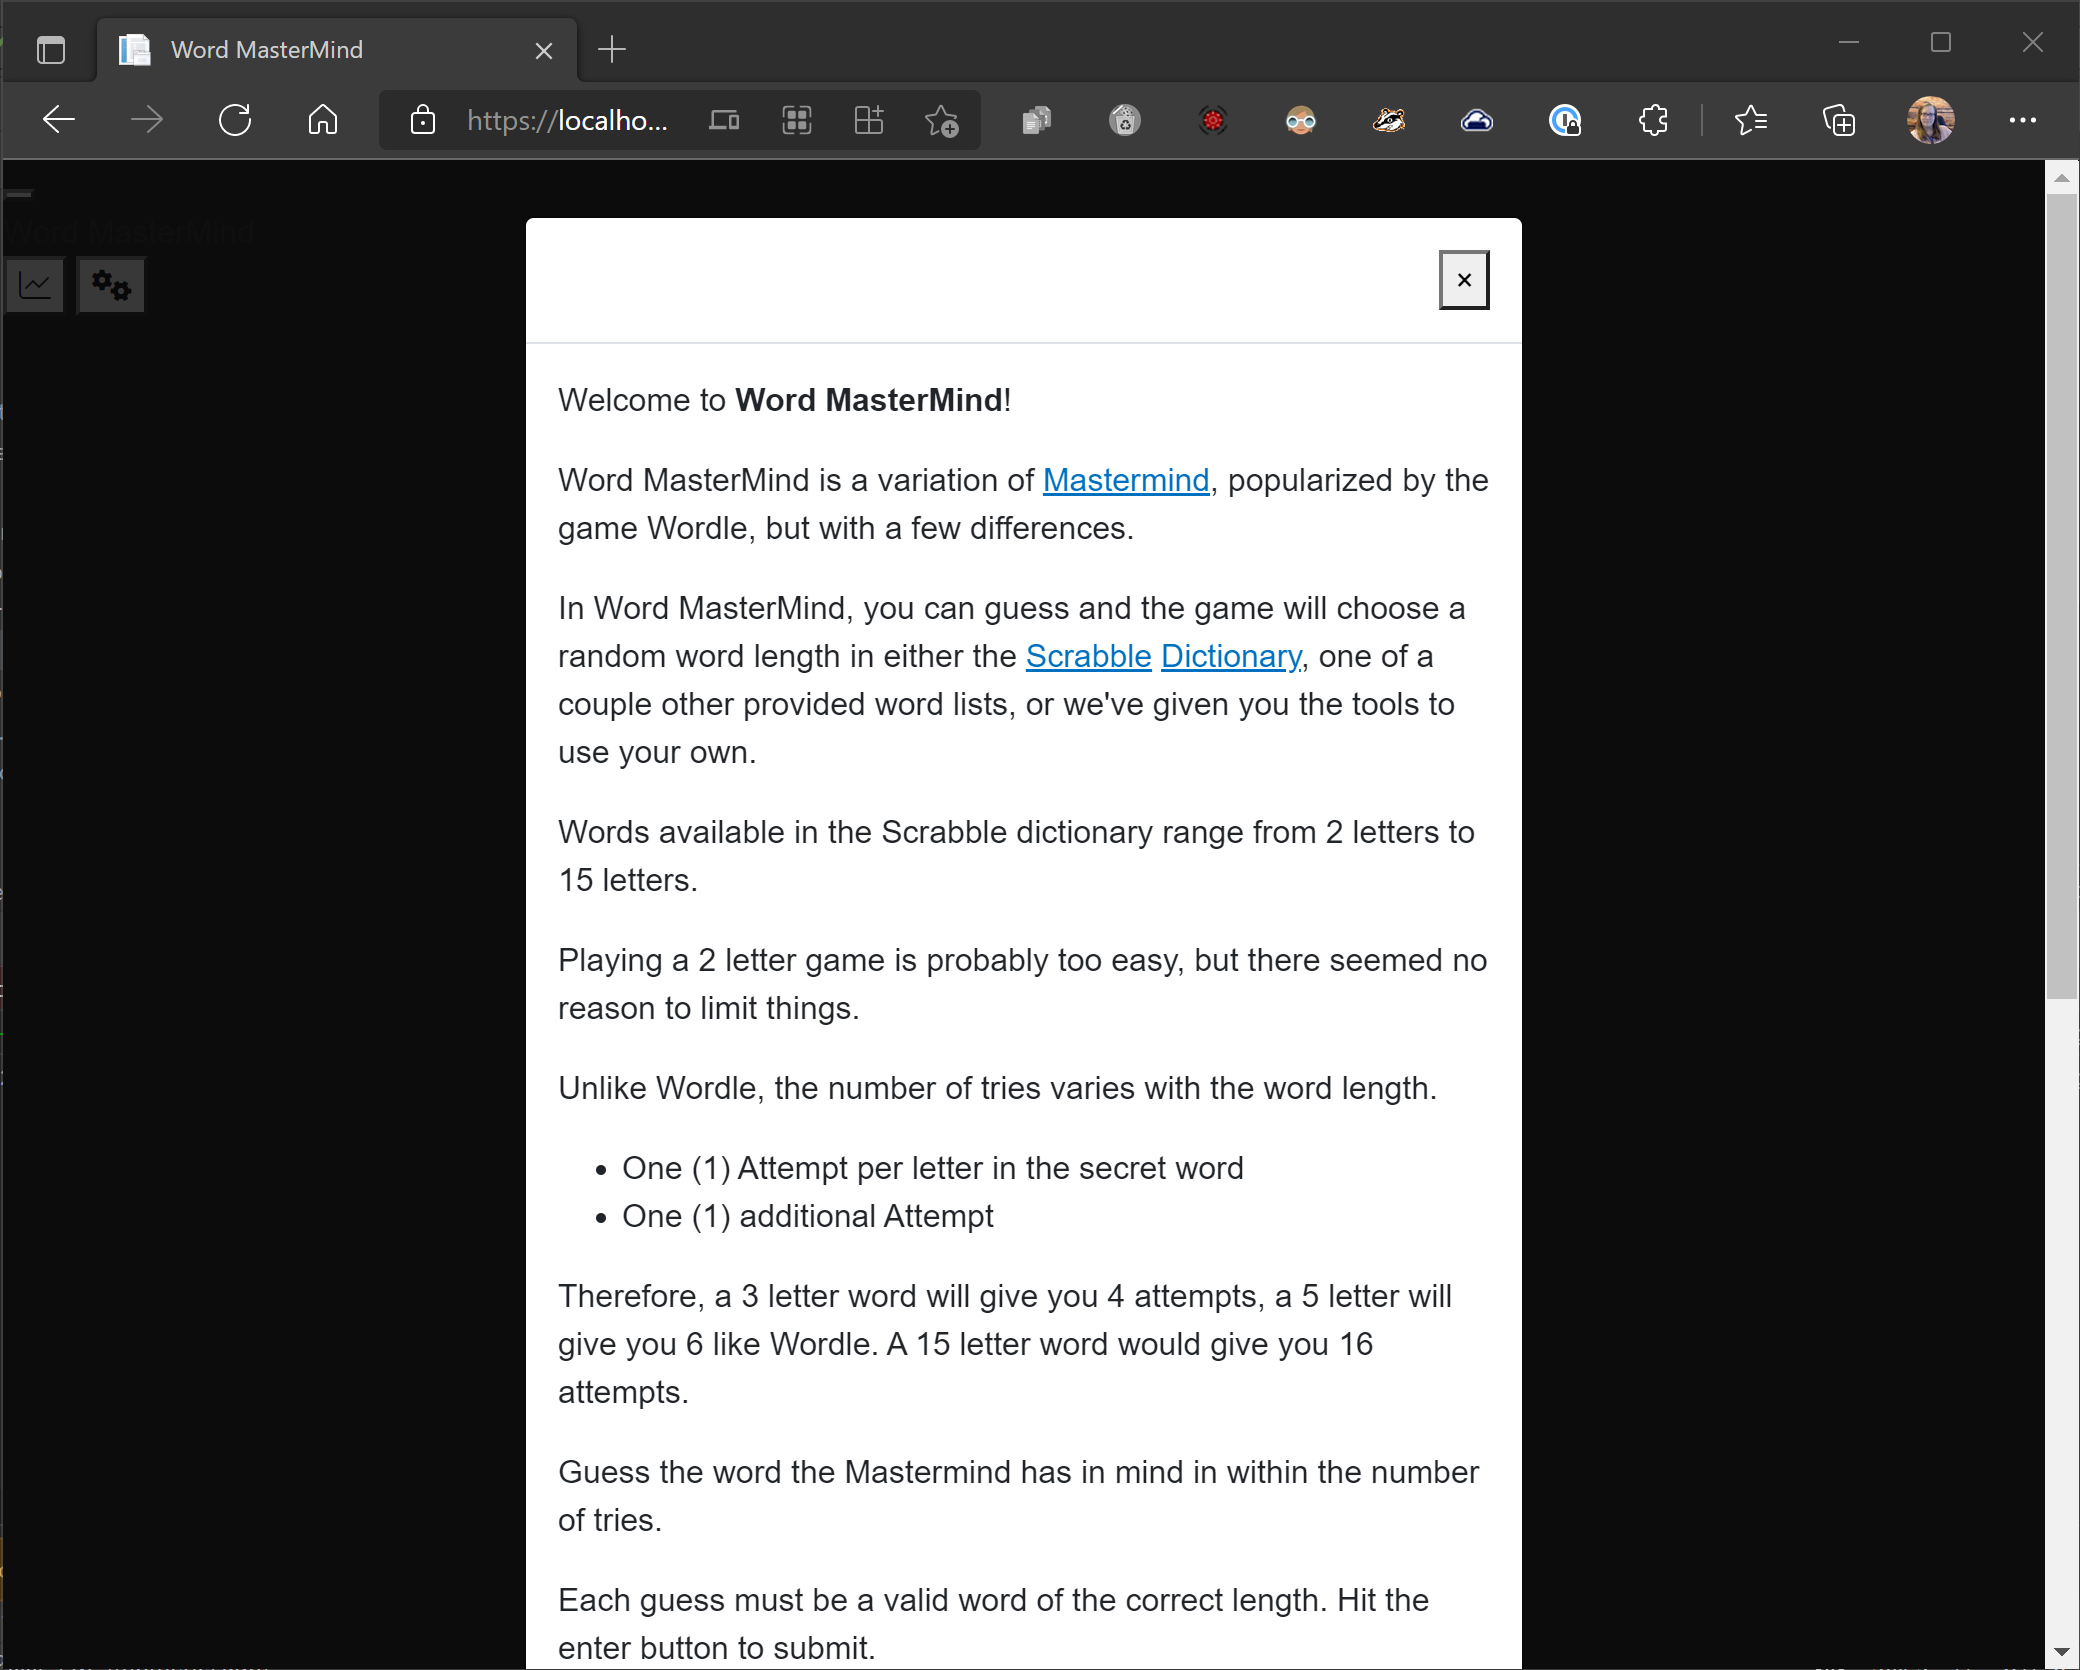 Word MasterMind
https://localho...
Word MasterMind
×
Welcome to Word MasterMind!
Word MasterMind is a variation of Mastermind, popularized by the
game Wordle, but with a few differences.
In Word MasterMind, you can guess and the game will choose a
random word length in either the Scrabble Dictionary, one of a
couple other provided word lists, or we've given you the tools to
use your own.
Words available in the Scrabble dictionary range from 2 letters to
15 letters.
Playing a 2 letter game is probably too easy, but there seemed no
reason to limit things.
Unlike Wordle, the number of tries varies with the word length.
• One (1) Attempt per letter in the secret word
• One (1) additional Attempt
Therefore, a 3 letter word will give you 4 attempts, a 5 letter will
give you 6 like Wordle. A 15 letter word would give you 16
attempts.
Guess the word the Mastermind has in mind in within the number
of tries.
Each guess must be a valid word of the correct length. Hit the
enter button to submit.